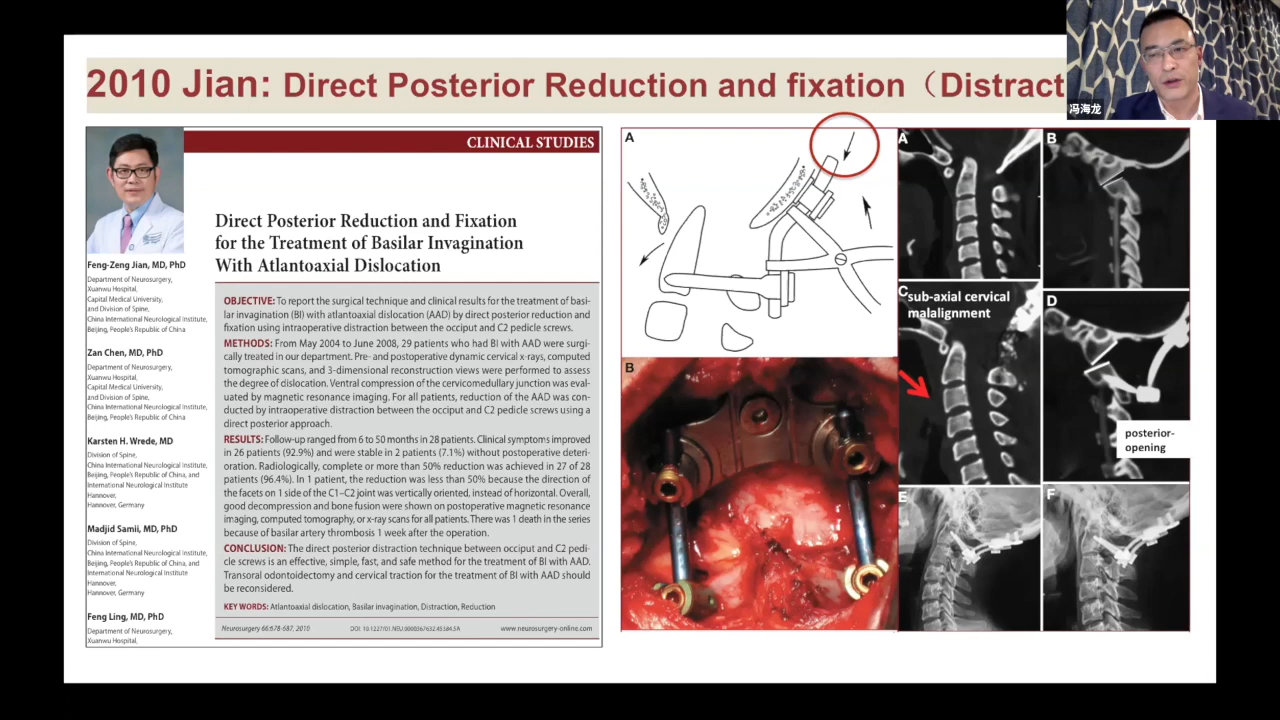 2010 Jian: Direct Posterior Reduction and fixation（Distract
冯海龙
CLINICAL STUDIES
Feng-Zeng Jian, MD, PhD
Department of Neurosurgery,
Xuanwu Hospital,
Capital Medical University,
and Division of Spine,
China International Neurological Institute,
Beijing, People's Republic of China
Zan Chen, MD, PhD
Department of Neurosurgery,
Xuanwu Hospital,
Capital Medical University,
and Division of Spine,
China International Neurological Institute,
Beijing, People's Republic of China
Karsten H. Wrede, MD
Division of Spine,
China International Neurological Institute,
Beijing, People's Republic of China, and
International Neurological Institute
Hannover,
Hannover, Germany
Madjid Samii, MD, PhD
Division of Spine,
China International Neurological Institute,
Beijing, People's Republic of China, and
International Neurological Institute
Hannover,
Hannover, Germany
Feng Ling, MD, PhD
Department of Neurosurgery,
Xuanwu Hospital,
Direct Posterior Reduction and Fixation
for the Treatment of Basilar Invagination
With Atlantoaxial Dislocation
OBJECTIVE: To report the surgical technique and clinical results for the treatment of basi-
lar invagination (BI) with atlantoaxial dislocation (AAD) by direct posterior reduction and
fixation using intraoperative distraction between the occiput and C2 pedicle screws.
METHODS: From May 2004 to June 2008, 29 patients who had BI with AAD were surgi-
cally treated in our department. Pre- and postoperative dynamic cervical x-rays, computed
tomographic scans, and 3-dimensional reconstruction views were performed to assess
the degree of dislocation. Ventral compression of the cervicomedullary junction was eval-
uated by magnetic resonance imaging. For all patients, reduction of the AAD was con-
ducted by intraoperative distraction between the occiput and C2 pedicle screws using a
direct posterior approach.
RESULTS: Follow-up ranged from 6 to 50 months in 28 patients. Clinical symptoms improved
in 26 patients (92.9%) and were stable in 2 patients (7.1%) without postoperative deteri-
oration. Radiologically, complete or more than 50% reduction was achieved in 27 of 28
patients (96.4%). In 1 patient, the reduction was less than 50% because the direction of
the facets on 1 side of the C1–C2 joint was vertically oriented, instead of horizontal. Overall,
good decompression and bone fusion were shown on postoperative magnetic resonance
imaging, computed tomography, or x-ray scans for all patients. There was 1 death in the series
because of basilar artery thrombosis 1 week after the operation.
CONCLUSION: The direct posterior distraction technique between occiput and C2 pedi-
cle screws is an effective, simple, fast, and safe method for the treatment of BI with AAD.
Transoral odontoidectomy and cervical traction for the treatment of BI with AAD should
be reconsidered.
KEY WORDS: Atlantoaxial dislocation, Basilar invagination, Distraction, Reduction
Neurosurgery 66:678-687, 2010
www.neurosurgery-online.com
A
B
A
B
C
sub-axial cervical
malalignment
D
posterior-
opening
E
F